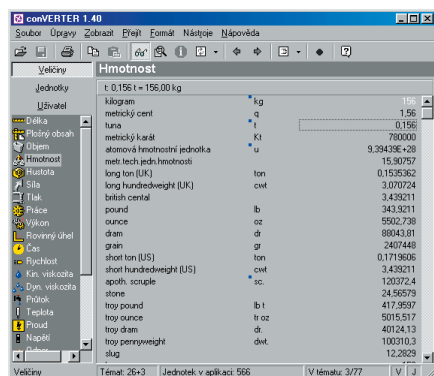 conVERTER 1.40
Soubor Úpravy Zobrazit Přejít Formát Nástroje Nápověda
Veličiny
Jednotky
Uživatel
Délka
Plošný obsah
Objem
Hmotnost
Hustota
Síla
Tlak
Práce
Výkon
Rovinný úhel
Čas
Rychlost
Kin. viskozita
Dyn. viskozita
Průtok
Teplota
Proud
Napětí
Odpor
Hmotnost
t: 0,156 t = 156,00 kg
kilogram kg 156
metrický cent q 1,56
tuna t 0,156
metrický karát Kt 780000
atomová hmotnostní jednotka u 9,39439E+28
metr.tech.jedn.hmotnosti 15,90757
long ton (UK) ton 0,1535362
long hundredweight (UK) cwt 3,070724
british cental 3,439211
pound lb 343,9211
ounce oz 5502,738
dram dr 88043,81
grain gr 2407448
short ton (US) ton 0,1719606
short hundredweight (US) cwt 3,439211
apoth. scruple sc. 120372,4
stone 24,56579
troy pound lb t 417,9597
troy ounce tr oz 5015,517
troy dram dr. 40124,13
troy pennyweight dwt. 100310,3
slug 12,2829
Veličiny Témat: 26+3 Jednotek v aplikaci: 566 V tématu: 3/77 V J